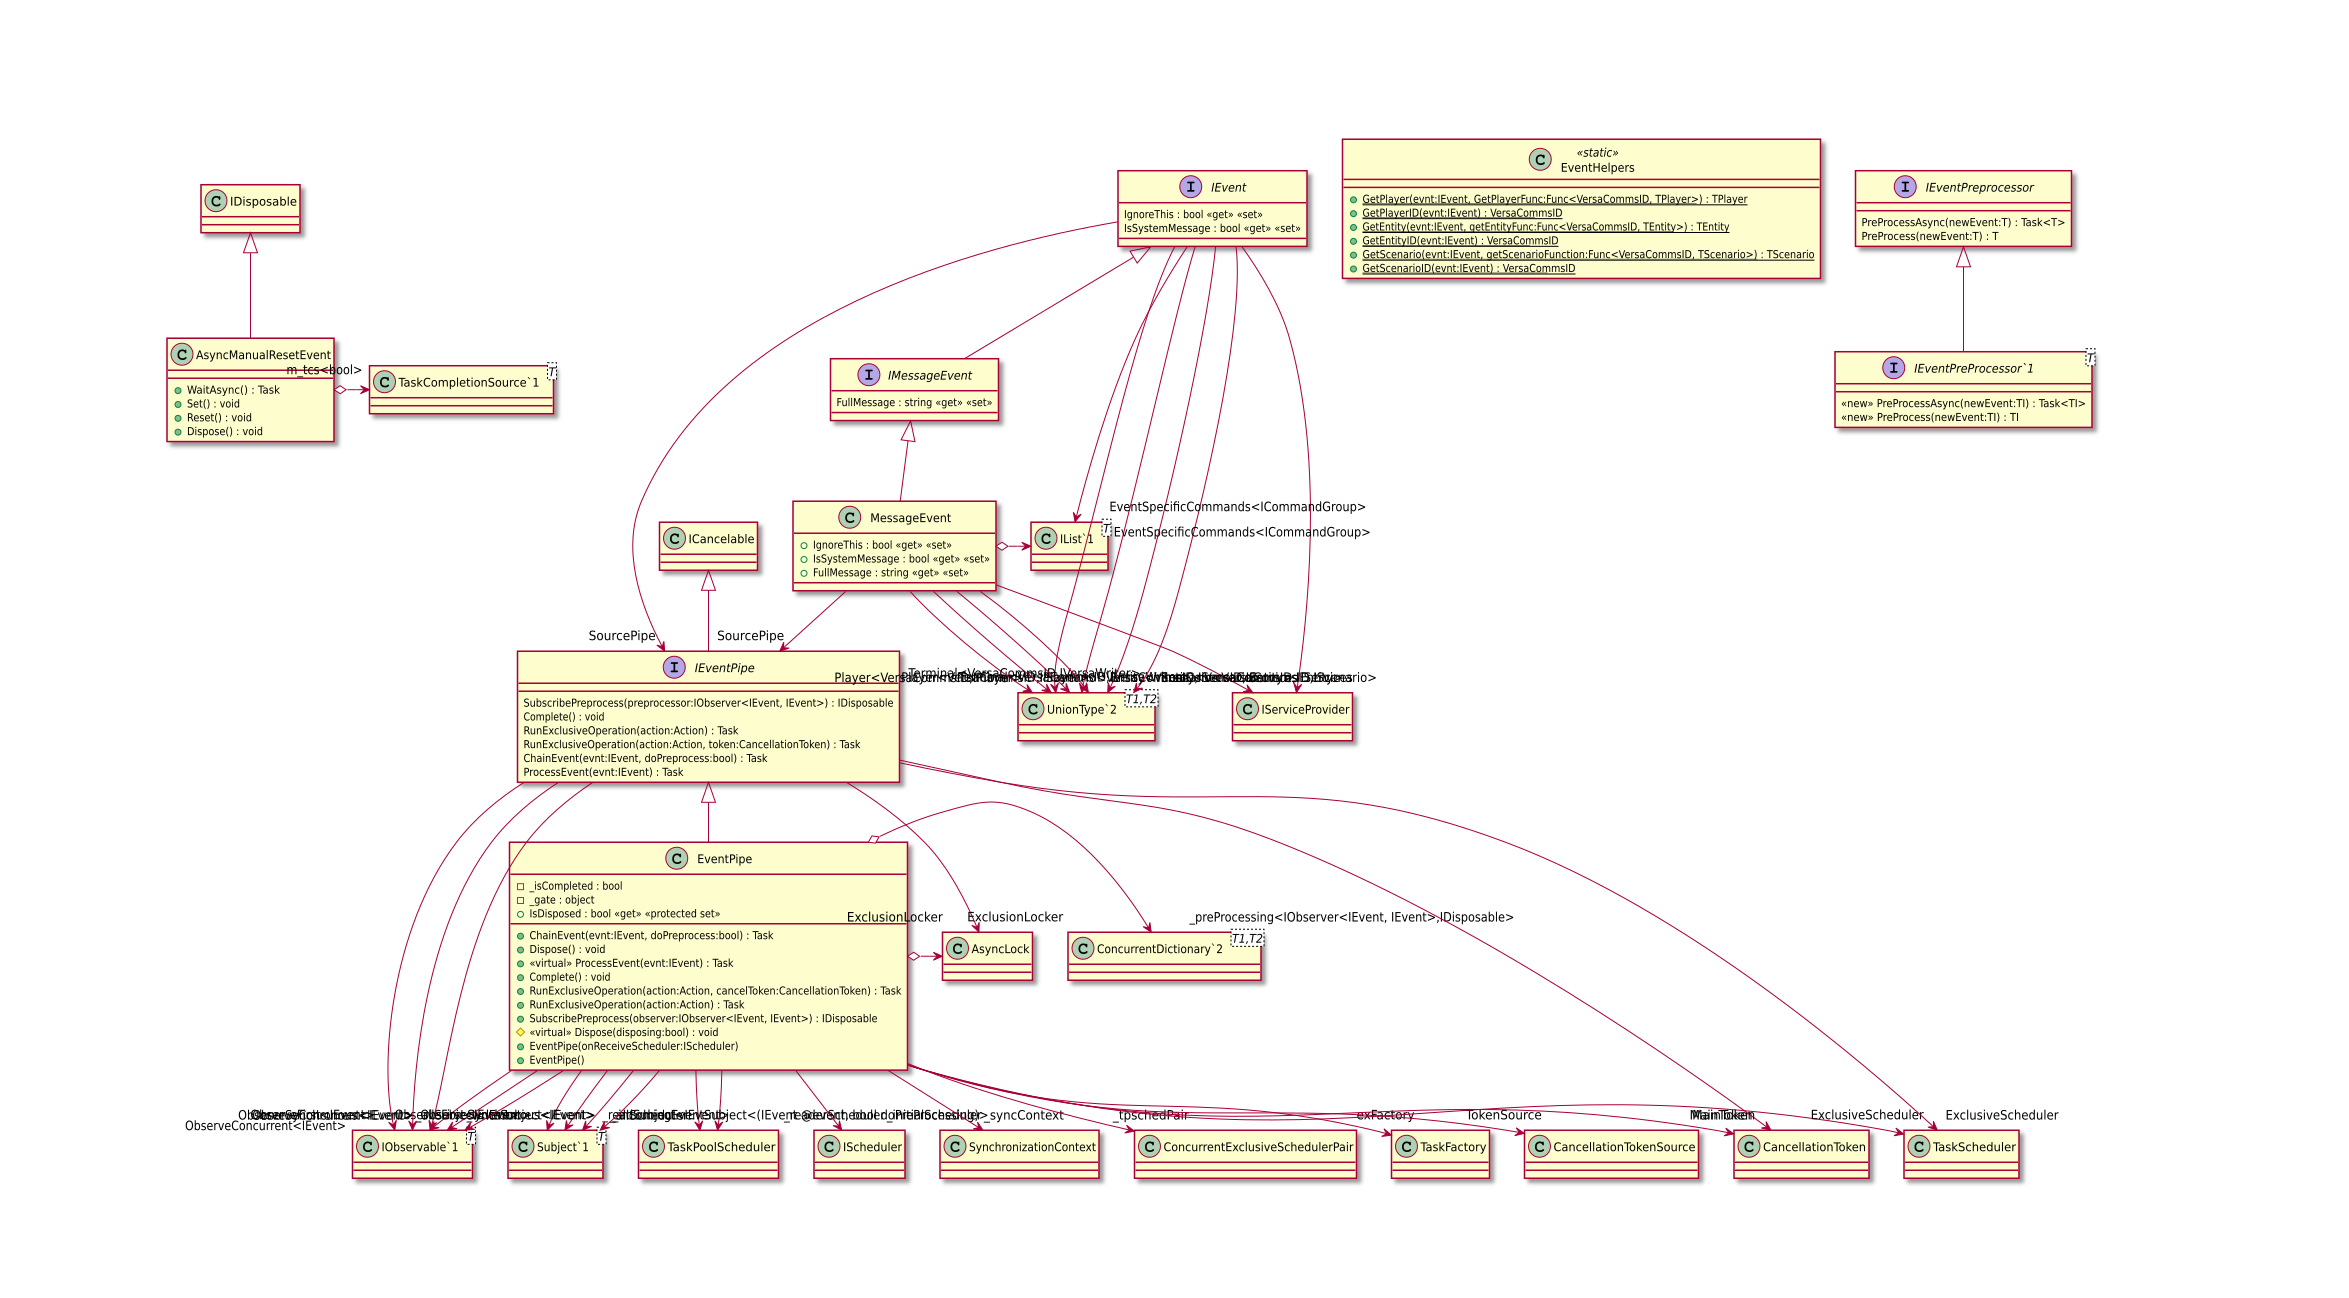 «static»
EventHelpers
GetPlayer(evnt:IEvent, GetPlayerFunc:Func<VersaCommsID, TPlayer>) : TPlayer
GetPlayerID(evnt:IEvent) : VersaCommsID
GetEntity(evnt:IEvent, getEntityFunc:Func<VersaCommsID, TEntity>) : TEntity
GetEntityID(evnt:IEvent) : VersaCommsID
GetScenario(evnt:IEvent, getScenarioFunction:Func<VersaCommsID, TScenario>) : TScenario
GetScenarioID(evnt:IEvent) : VersaCommsID
I IEvent
IgnoreThis : bool «get» «set»
IsSystemMessage : bool «get» «set»
I IEventPreprocessor
PreProcessAsync(newEvent:T) : Task<T>
PreProcess(newEvent:T) : T
C IDisposable
C AsyncManualResetEvent
WaitAsync() : Task
Set() : void
Reset() : void
Dispose() : void
m_tcs<bool>
C TaskCompletionSource`1
T
I IMessageEvent
FullMessage : string «get» «set»
I IEventPreProcessor`1
T
«new» PreProcessAsync(newEvent:TI) : Task<TI>
«new» PreProcess(newEvent:TI) : TI
C MessageEvent
IgnoreThis : bool «get» «set»
IsSystemMessage : bool «get» «set»
FullMessage : string «get» «set»
C ICancelable
EventSpecificCommands<ICommandGroup>
EventSpecificCommands<ICommandGroup>
C IList`1
T
SourcePipe
SourcePipe
I IEventPipe
SubscribePreprocess(preprocessor:IObserver<IEvent, IEvent>) : IDisposable
Complete() : void
RunExclusiveOperation(action:Action) : Task
RunExclusiveOperation(action:Action, token:CancellationToken) : Task
ChainEvent(evnt:IEvent, doPreprocess:bool) : Task
ProcessEvent(evnt:IEvent) : Task
Terminal<VersaCommsID,IVersaWriter>
C UnionType`2
T1,T2
C IServiceProvider
C EventPipe
_isCompleted : bool
_gate : object
IsDisposed : bool «get» «protected set»
ChainEvent(evnt:IEvent, doPreprocess:bool) : Task
Dispose() : void
«virtual» ProcessEvent(evnt:IEvent) : Task
Complete() : void
RunExclusiveOperation(action:Action, cancelToken:CancellationToken) : Task
RunExclusiveOperation(action:Action) : Task
SubscribePreprocess(observer:IObserver<IEvent, IEvent>) : IDisposable
«virtual» Dispose(disposing:bool) : void
EventPipe(onReceiveScheduler:IScheduler)
EventPipe()
ExclusionLocker
ExclusionLocker
_preProcessing<IObserver<IEvent, IEvent>,IDisposable>
C AsyncLock
C ConcurrentDictionary`2
T1,T2
ObserveConcurrent<IEvent>
_syncContext
_tpschedPair
exFactory
TokenSource
MainToken
ExclusiveScheduler
ExclusiveScheduler
C IObservable`1
T
C Subject`1
T
C TaskPoolScheduler
C IScheduler
C SynchronizationContext
C ConcurrentExclusiveSchedulerPair
C TaskFactory
C CancellationTokenSource
C CancellationToken
C TaskScheduler